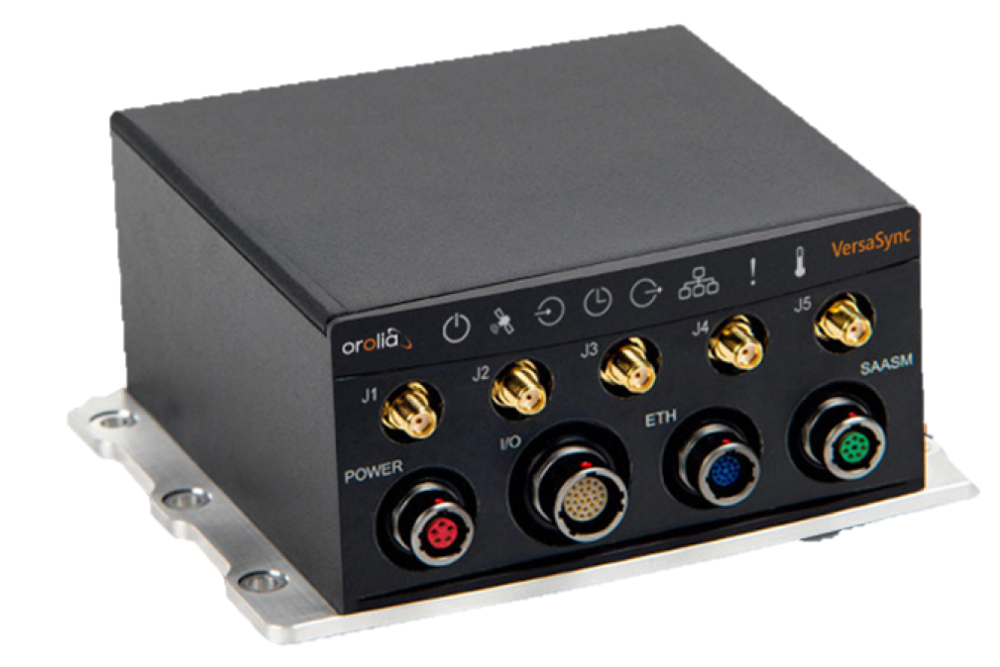 VersaSync
orolia
J1
J2
J3
J4
J5
POWER
I/O
ETH
SAASM